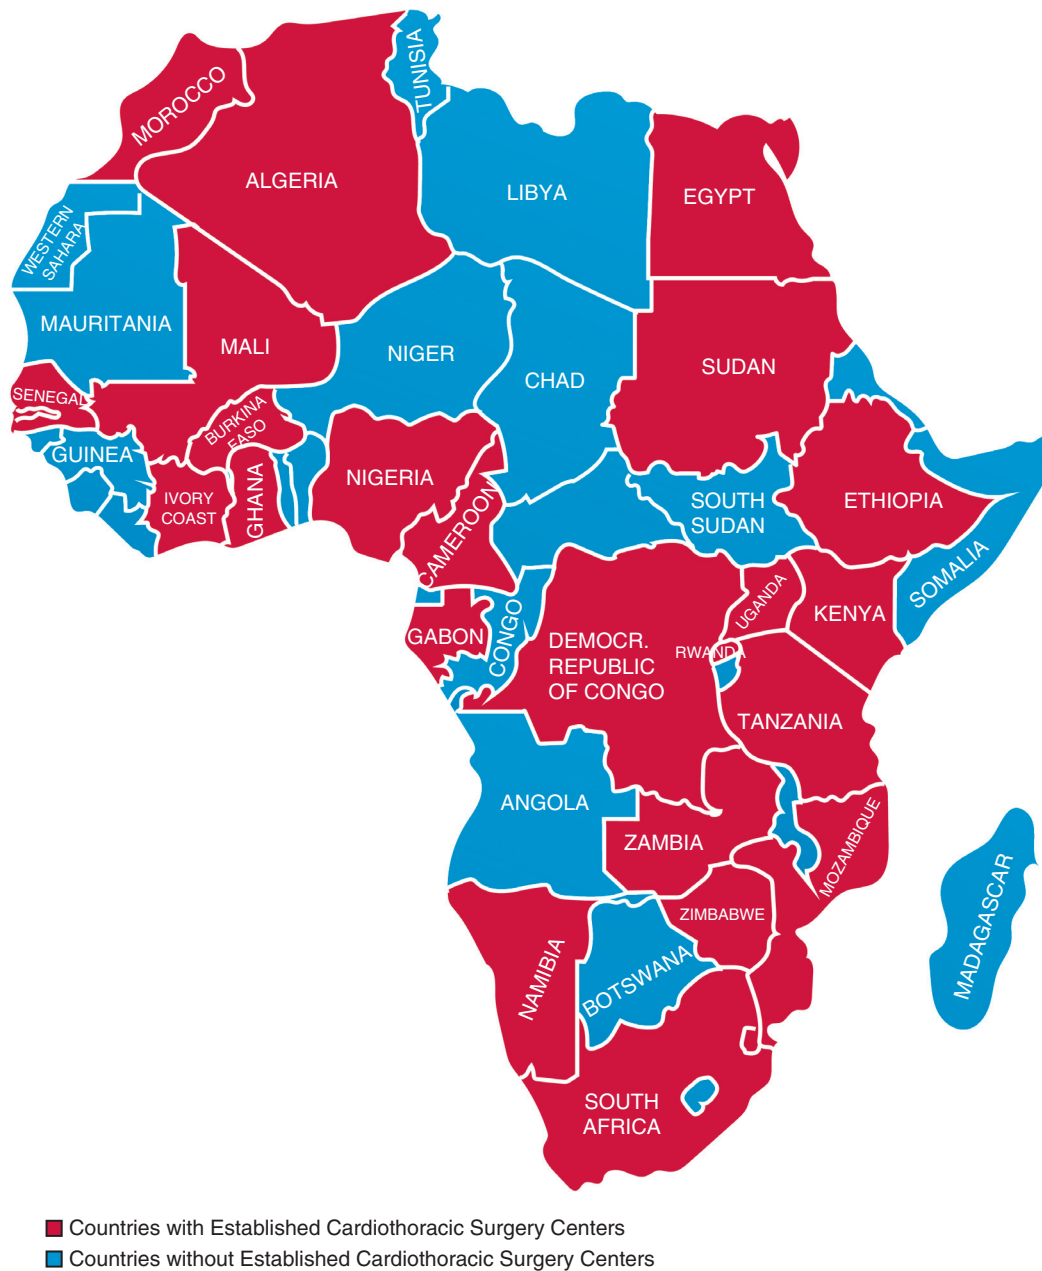 TUNISIA
MOROCCO
ALGERIA
LIBYA
EGYPT
WESTERN
SAHARA
MAURITANIA
MALI
NIGER
CHAD
SUDAN
SENEGAL
BURKINA
FASO
GUINEA
IVORY
COAST
GHANA
NIGERIA
CAMEROON
SOUTH
SUDAN
ETHIOPIA
SOMALIA
GABON
CONGO
DEMOCR.
REPUBLIC
OF CONGO
UGANDA
KENYA
RWANDA
TANZANIA
ANGOLA
ZAMBIA
MOZAMBIQUE
MADAGASCAR
ZIMBABWE
NAMIBIA
BOTSWANA
SOUTH
AFRICA
Countries with Established Cardiothoracic Surgery Centers
Countries without Established Cardiothoracic Surgery Centers